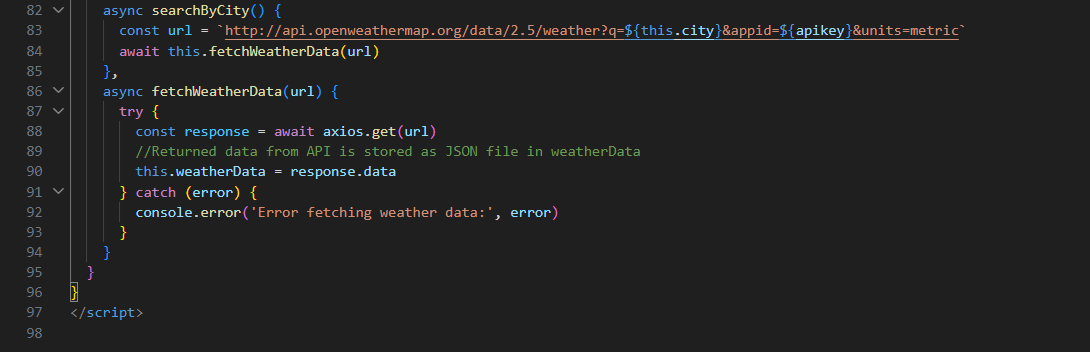 82 async searchByCity() {
83 const url = `http://api.openweathermap.org/data/2.5/weather?q=${this.city}&appid=${apikey}&units=metric`
84 await this.fetchWeatherData(url)
85 },
86 async fetchWeatherData(url) {
87 try {
88 const response = await axios.get(url)
89 //Returned data from API is stored as JSON file in weatherData
90 this.weatherData = response.data
91 } catch (error) {
92 console.error('Error fetching weather data:', error)
93 }
94 }
95 }
96 }
97 </script>
98